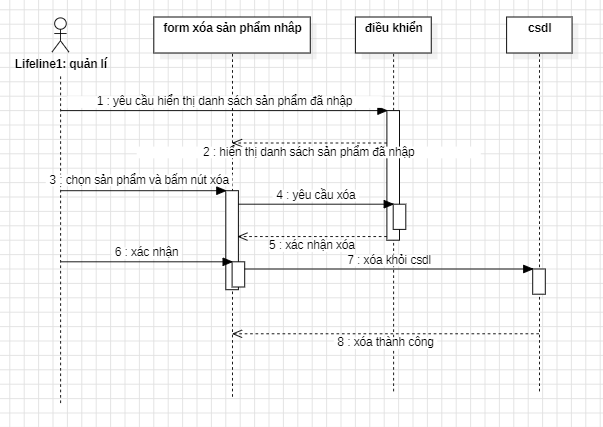 form xóa sản phẩm nhâp
điều khiển
csdl
Lifeline1: quản lí
1 : yêu cầu hiển thị danh sách sản phẩm đã nhập
2 : hiển thị danh sách sản phẩm đã nhập
3 : chọn sản phẩm và bấm nút xóa
4 : yêu cầu xóa
5 : xác nhận xóa
6 : xác nhận
7 : xóa khỏi csdl
8 : xóa thành công